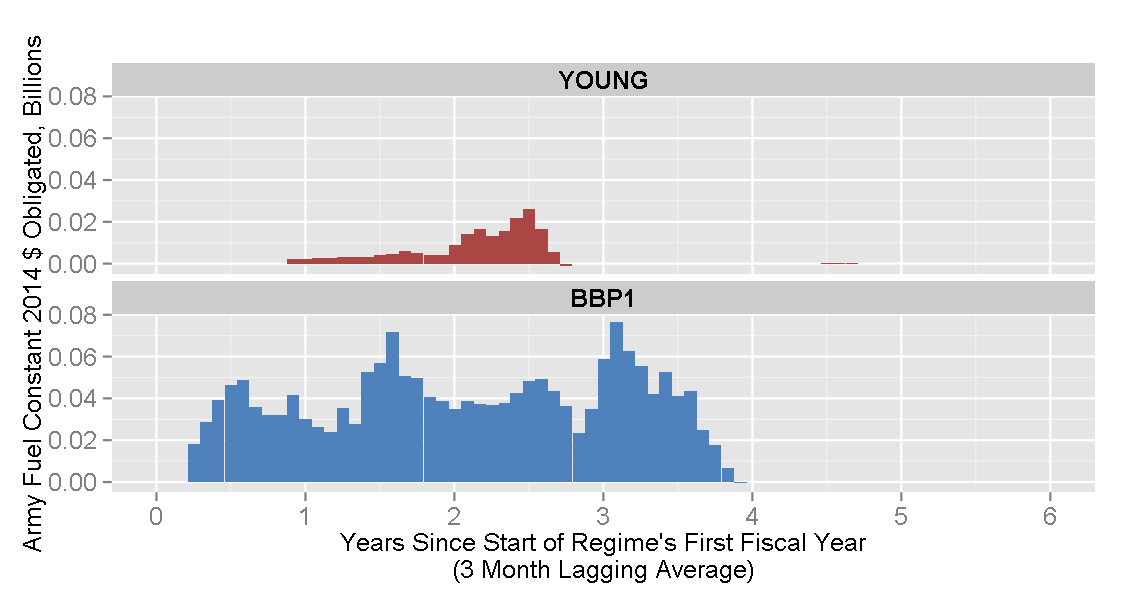 Army Fuel Constant 2014 $ Obligated, Billions
YOUNG
0.08
0.06
0.04
0.02
0.00
BBP1
0.08
0.06
0.04
0.02
0.00
0 1 2 3 4 5 6
Years Since Start of Regime's First Fiscal Year
(3 Month Lagging Average)